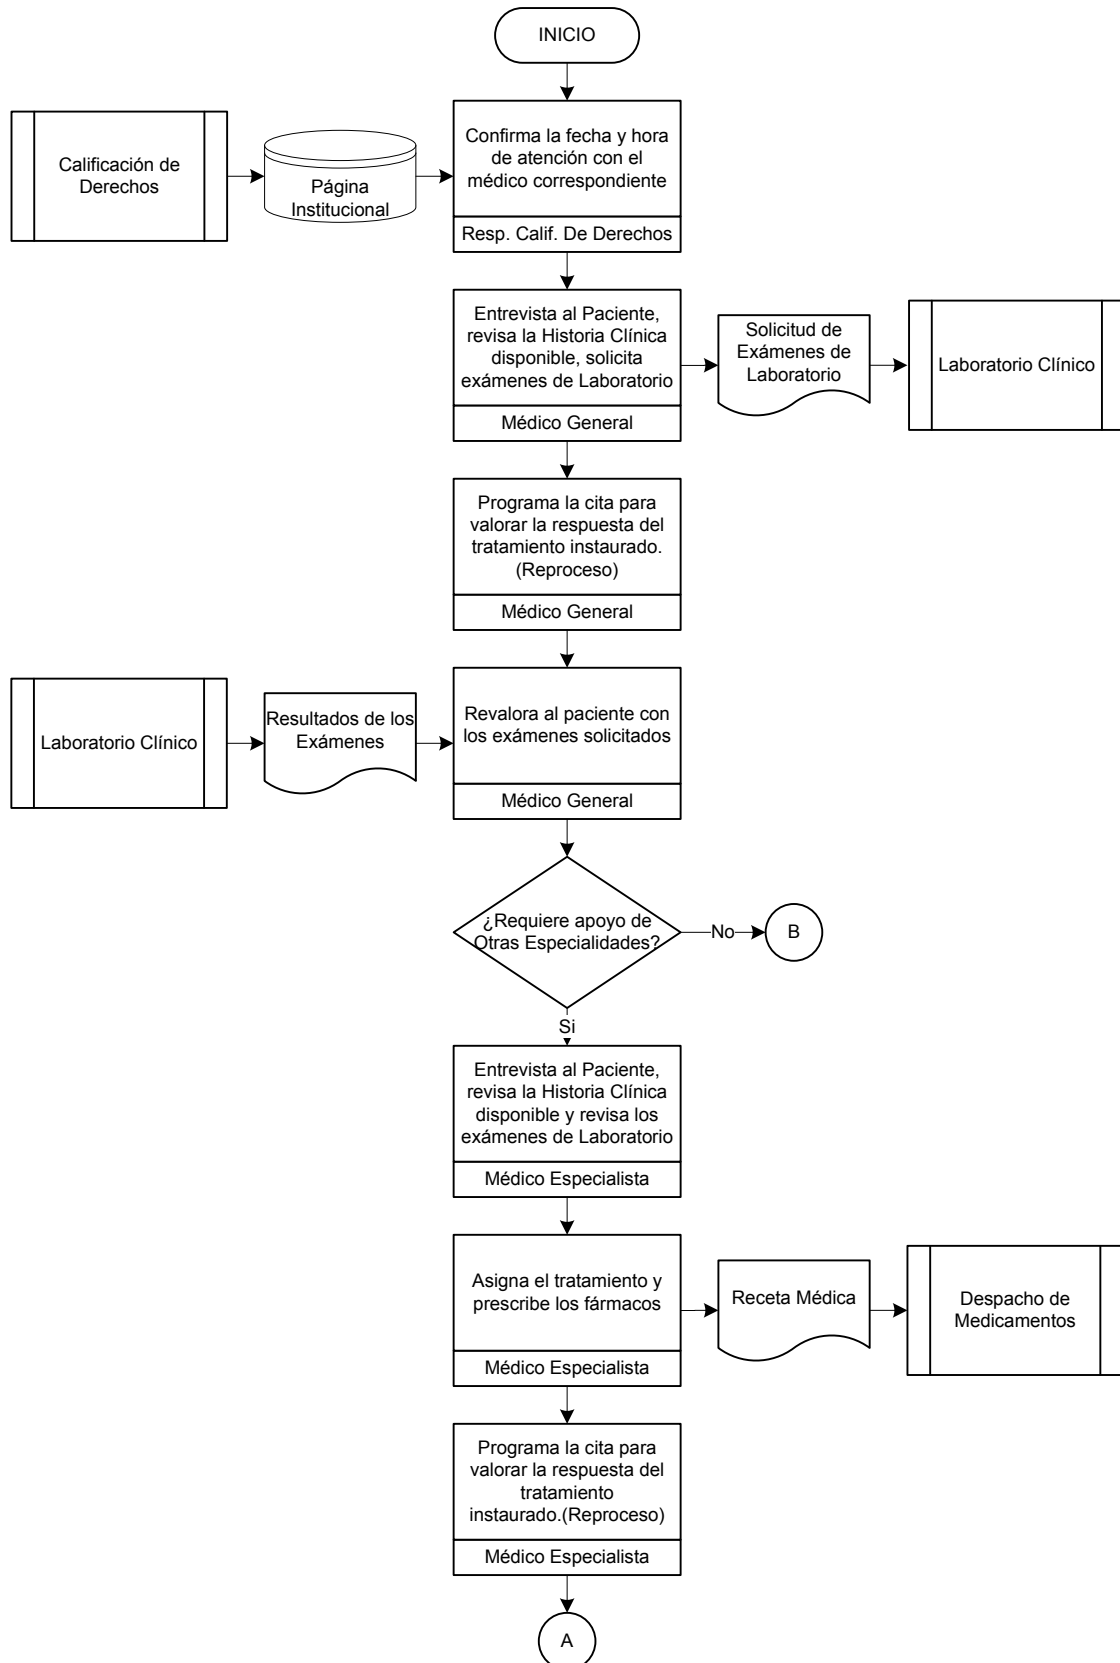 INICIO
Calificación de
Derechos
Página
Institucional
Confirma la fecha y hora
de atención con el
médico correspondiente
Resp. Calif. De Derechos
Entrevista al Paciente,
revisa la Historia Clínica
disponible, solicita
exámenes de Laboratorio
Médico General
Solicitud de
Exámenes de
Laboratorio
Laboratorio Clínico
Programa la cita para
valorar la respuesta del
tratamiento instaurado.
(Reproceso)
Médico General
Laboratorio Clínico
Resultados de los
Exámenes
Revalora al paciente con
los exámenes solicitados
Médico General
¿Requiere apoyo de
Otras Especialidades?
No
B
Si
Entrevista al Paciente,
revisa la Historia Clínica
disponible y revisa los
exámenes de Laboratorio
Médico Especialista
Asigna el tratamiento y
prescribe los fármacos
Médico Especialista
Receta Médica
Despacho de
Medicamentos
Programa la cita para
valorar la respuesta del
tratamiento
instaurado.(Reproceso)
Médico Especialista
A